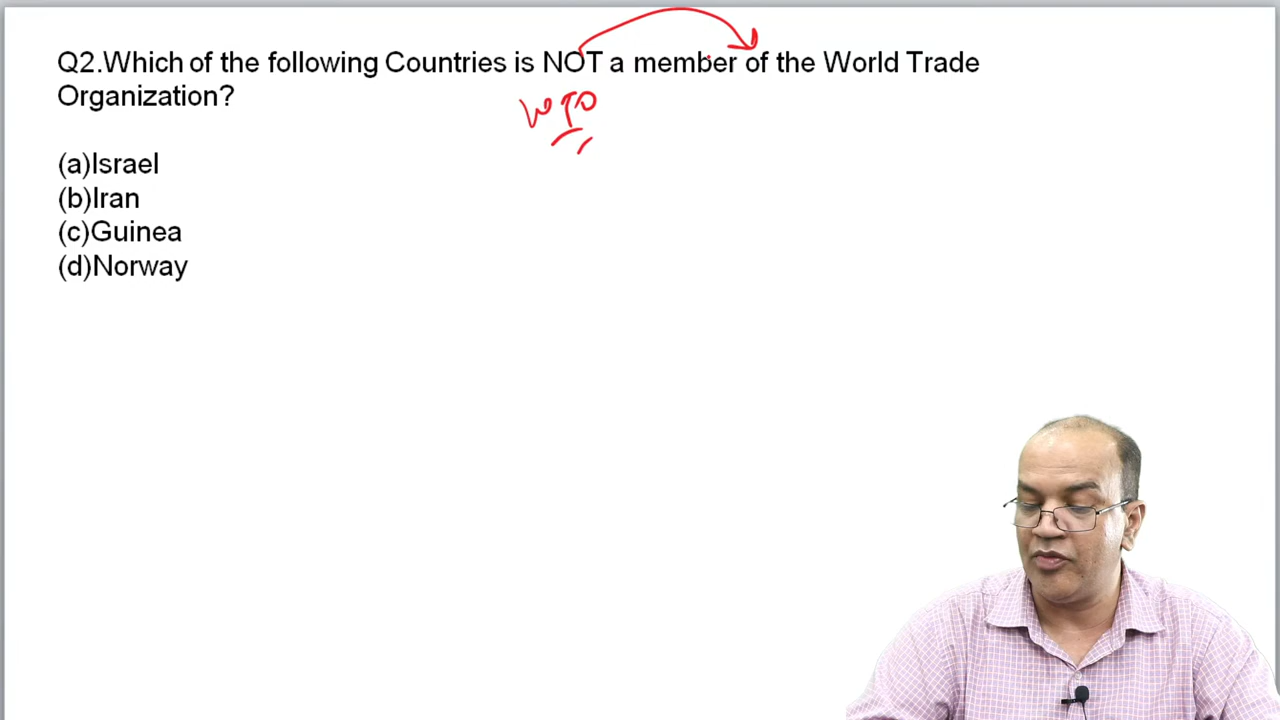 Q2.Which of the following Countries is NOT a member of the World Trade
Organization?
WTO
(a)Israel
(b)Iran
(c)Guinea
(d)Norway